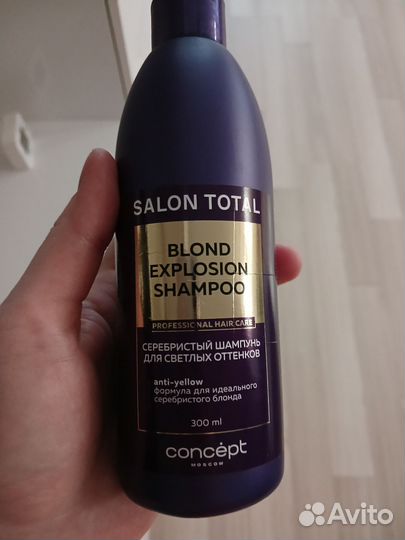 SALON TOTAL
BLOND
EXPLOSION
SHAMPOO
PROFESSIONAL HAIR CARE
СЕРЕБРИСТЫЙ ШАМПУНЬ
ДЛЯ СВЕТЛЫХ ОТТЕНКОВ
anti-yellow
формула для идеального
серебристого блонда
300 ml
concépt
MOSCOW
Avito